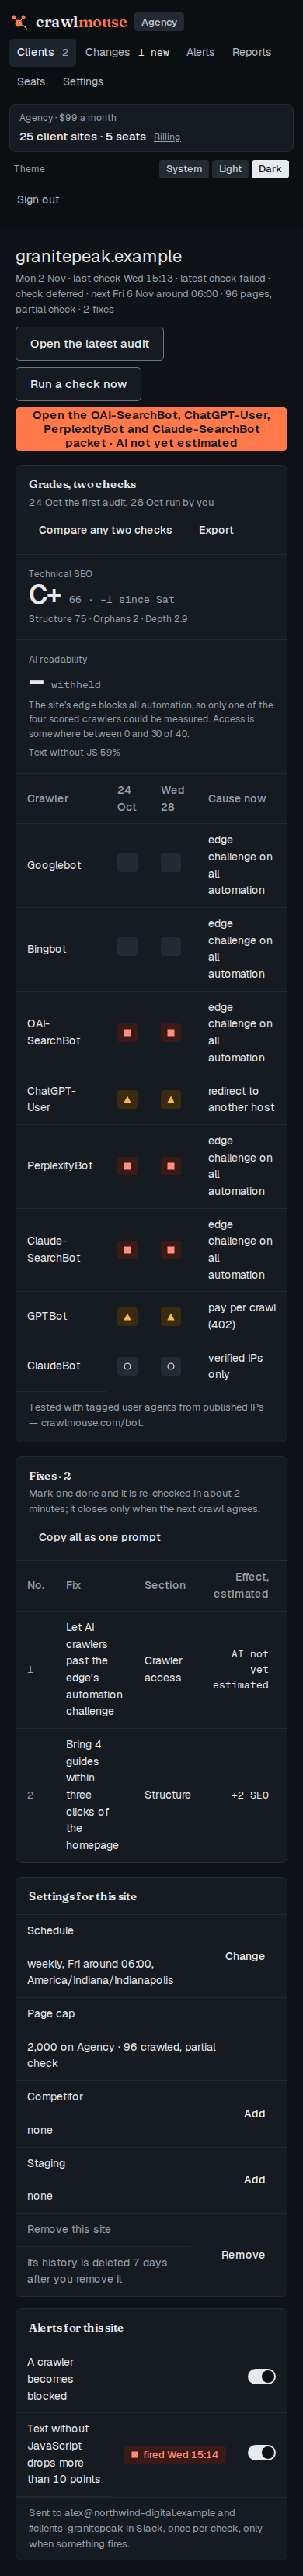 crawlmouse Agency
Clients 2 Changes 1 new Alerts Reports
Seats Settings
Agency · $99 a month
25 client sites · 5 seats Billing
Theme System Light Dark
Sign out
granitepeak.example
Mon 2 Nov · last check Wed 15:13 · latest check failed ·
check deferred · next Fri 6 Nov around 06:00 · 96 pages,
partial check · 2 fixes
Open the latest audit
Run a check now
Open the OAI-SearchBot, ChatGPT-User,
PerplexityBot and Claude-SearchBot
packet · AI not yet estimated
Grades, two checks
24 Oct the first audit, 28 Oct run by you
Compare any two checks Export
Technical SEO
C+ 66 · −1 since Sat
Structure 75 · Orphans 2 · Depth 2.9
AI readability
— withheld
The site's edge blocks all automation, so only one of the
four scored crawlers could be measured. Access is
somewhere between 0 and 30 of 40.
Text without JS 59%
Crawler 24 Oct Wed 28 Cause now
Googlebot edge challenge on all automation
Bingbot edge challenge on all automation
OAI-SearchBot edge challenge on all automation
ChatGPT-User redirect to another host
PerplexityBot edge challenge on all automation
Claude-SearchBot edge challenge on all automation
GPTBot pay per crawl (402)
ClaudeBot verified IPs only
Tested with tagged user agents from published IPs
— crawlmouse.com/bot.
Fixes · 2
Mark one done and it is re-checked in about 2
minutes; it closes only when the next crawl agrees.
Copy all as one prompt
No. Fix Section Effect, estimated
1 Let AI crawlers past the edge's automation challenge Crawler access AI not yet estimated
2 Bring 4 guides within three clicks of the homepage Structure +2 SEO
Settings for this site
Schedule
weekly, Fri around 06:00,
America/Indiana/Indianapolis
Change
Page cap
2,000 on Agency · 96 crawled, partial
check
Competitor
none
Add
Staging
none
Add
Remove this site
Its history is deleted 7 days
after you remove it
Remove
Alerts for this site
A crawler becomes blocked
Text without JavaScript drops more than 10 points fired Wed 15:14
Sent to alex@northwind-digital.example and
#clients-granitepeak in Slack, once per check, only
when something fires.